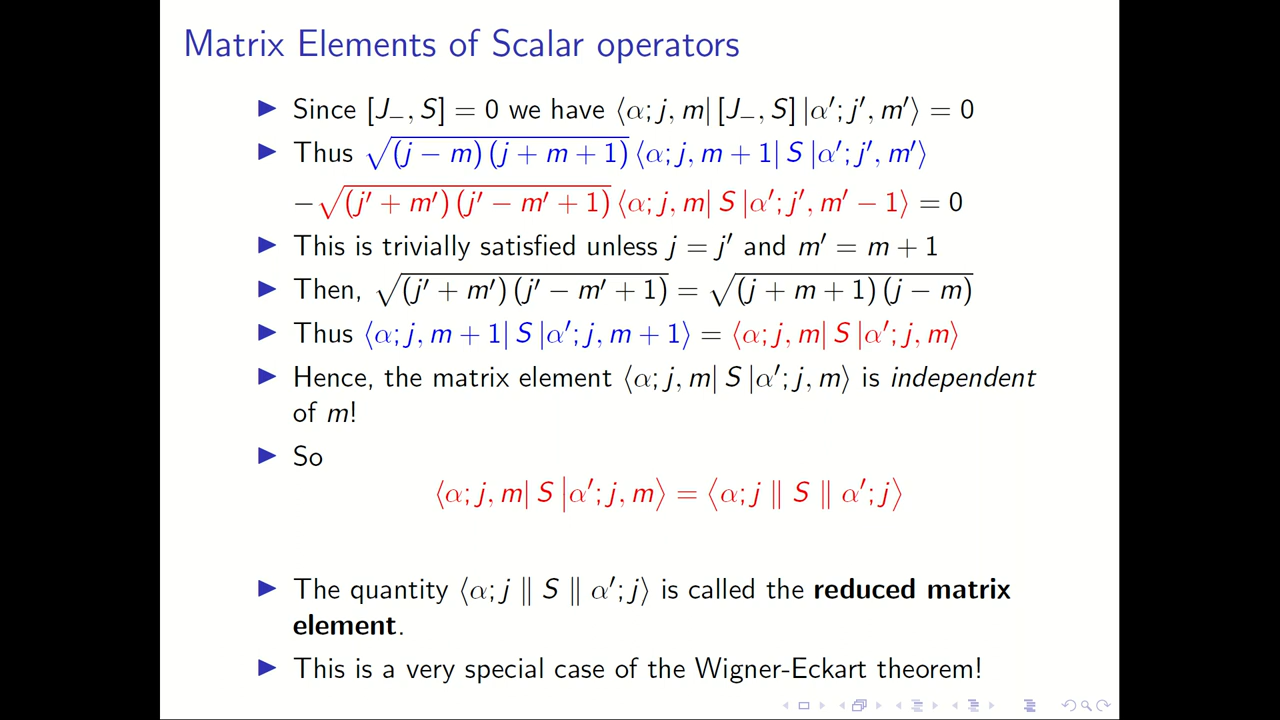 Matrix Elements of Scalar operators
▶ Since [J₋, S] = 0 we have ⟨α; j, m| [J₋, S] |α′; j′, m′⟩ = 0
▶ Thus √((j − m) (j + m + 1)) ⟨α; j, m + 1| S |α′; j′, m′⟩
−√((j′ + m′) (j′ − m′ + 1)) ⟨α; j, m| S |α′; j′, m′ − 1⟩ = 0
▶ This is trivially satisfied unless j = j′ and m′ = m + 1
▶ Then, √((j′ + m′) (j′ − m′ + 1)) = √((j + m + 1) (j − m))
▶ Thus ⟨α; j, m + 1| S |α′; j, m + 1⟩ = ⟨α; j, m| S |α′; j, m⟩
▶ Hence, the matrix element ⟨α; j, m| S |α′; j, m⟩ is independent
of m!
▶ So
⟨α; j, m| S |α′; j, m⟩ = ⟨α; j ∥ S ∥ α′; j⟩
▶ The quantity ⟨α; j ∥ S ∥ α′; j⟩ is called the reduced matrix
element.
▶ This is a very special case of the Wigner-Eckart theorem!